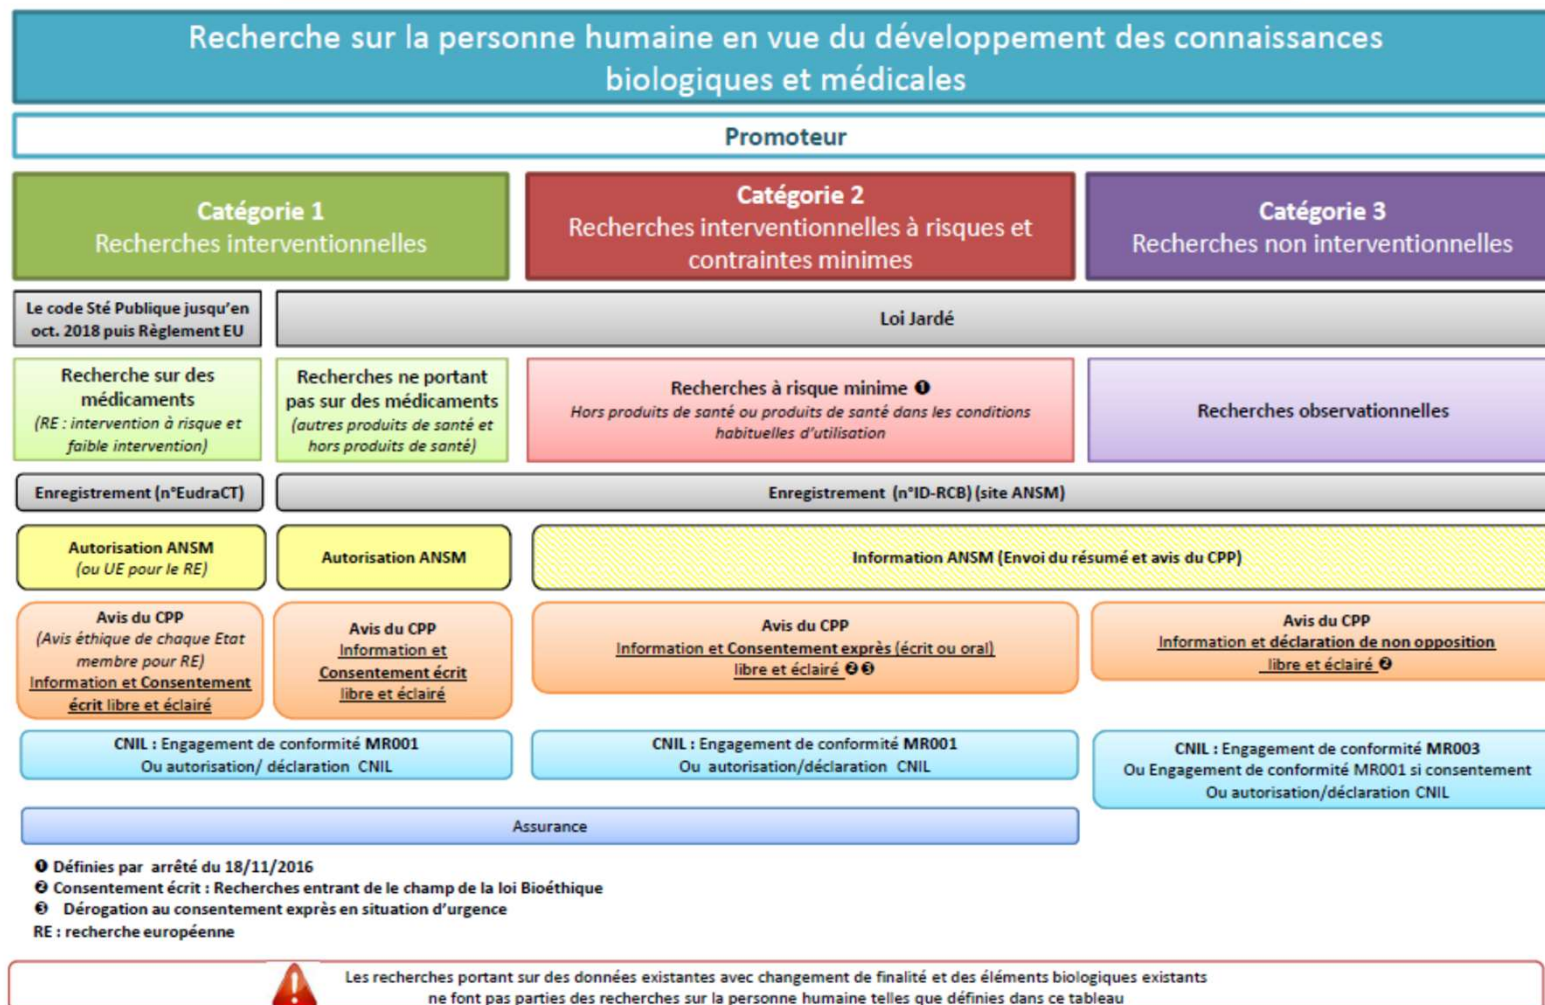 Recherche sur la personne humaine en vue du développement des connaissances
biologiques et médicales
Promoteur
Catégorie 1
Recherches interventionnelles
Catégorie 2
Recherches interventionnelles à risques et
contraintes minimes
Catégorie 3
Recherches non interventionnelles
Le code Sté Publique jusqu'en
oct. 2018 puis Règlement EU
Loi Jardé
Recherche sur des
médicaments
(RE : intervention à risque et
faible intervention)
Recherches ne portant
pas sur des médicaments
(autres produits de santé et
hors produits de santé)
Recherches à risque minime ❶
Hors produits de santé ou produits de santé dans les conditions
habituelles d'utilisation
Recherches observationnelles
Enregistrement (n°EudraCT)
Enregistrement (n°ID-RCB) (site ANSM)
Autorisation ANSM
(ou UE pour le RE)
Autorisation ANSM
Information ANSM (Envoi du résumé et avis du CPP)
Avis du CPP
(Avis éthique de chaque Etat
membre pour RE)
Information et Consentement
écrit libre et éclairé
Avis du CPP
Information et
Consentement écrit
libre et éclairé
Avis du CPP
Information et Consentement exprès (écrit ou oral)
libre et éclairé ❷❸
Avis du CPP
Information et déclaration de non opposition
libre et éclairé ❷
CNIL : Engagement de conformité MR001
Ou autorisation/ déclaration CNIL
CNIL : Engagement de conformité MR001
Ou autorisation/déclaration CNIL
CNIL : Engagement de conformité MR003
Ou Engagement de conformité MR001 si consentement
Ou autorisation/déclaration CNIL
Assurance
❶ Définies par arrêté du 18/11/2016
❷ Consentement écrit : Recherches entrant de le champ de la loi Bioéthique
❸ Dérogation au consentement exprès en situation d'urgence
RE : recherche européenne
Les recherches portant sur des données existantes avec changement de finalité et des éléments biologiques existants
ne font pas parties des recherches sur la personne humaine telles que définies dans ce tableau